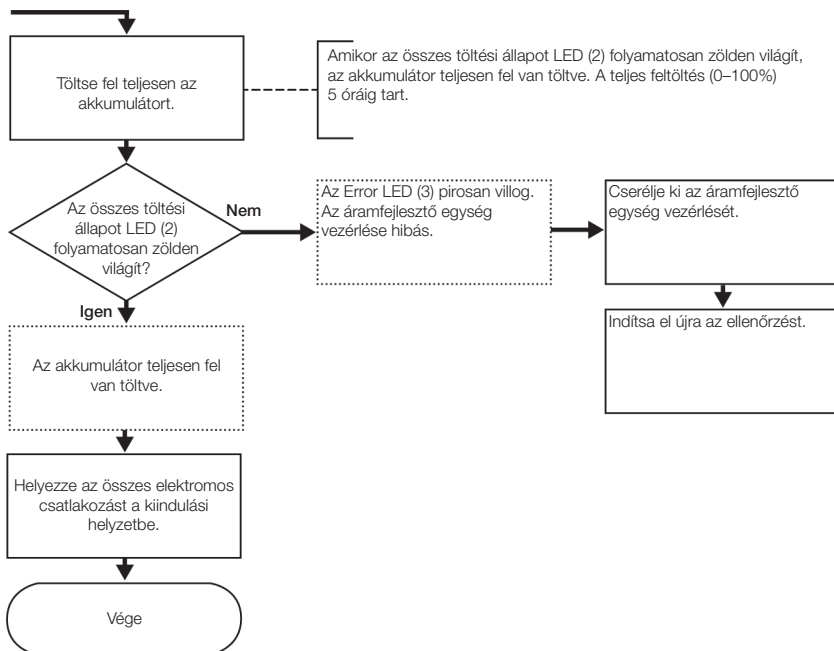 Töltse fel teljesen az
akkumulátort.
Amikor az összes töltési állapot LED (2) folyamatosan zölden világít,
az akkumulátor teljesen fel van töltve. A teljes feltöltés (0–100%)
5 óráig tart.
Az összes töltési
állapot LED (2)
folyamatosan zölden
világít?
Nem
Az Error LED (3) pirosan villog.
Az áramfejlesztő egység
vezérlése hibás.
Cserélje ki az áramfejlesztő
egység vezérlését.
Igen
Indítsa el újra az ellenőrzést.
Az akkumulátor teljesen fel
van töltve.
Helyezze az összes elektromos
csatlakozást a kiindulási
helyzetbe.
Vége